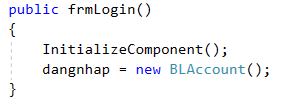 public frmLogin()
{
InitializeComponent();
dangnhap = new BLAccount();
}